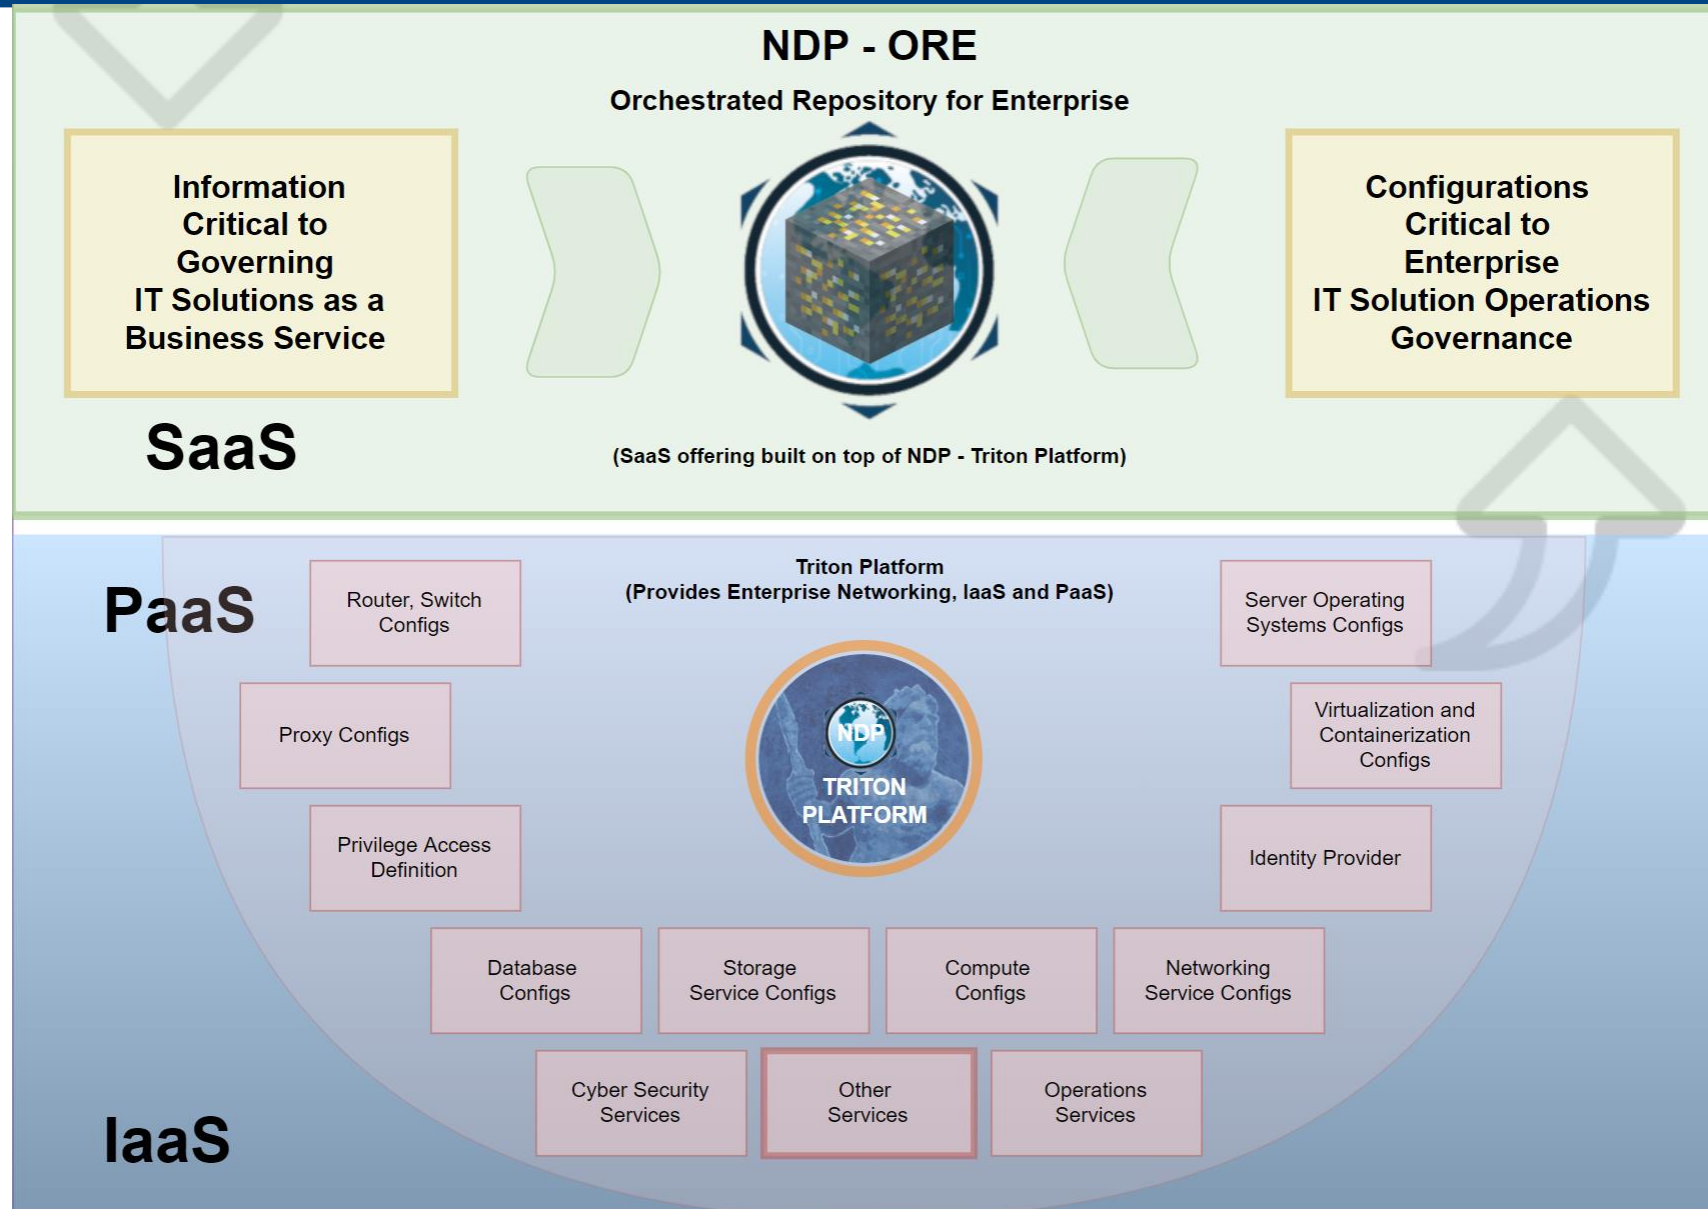 NDP - ORE
Orchestrated Repository for Enterprise
Information
Critical to
Governing
IT Solutions as a
Business Service
Configurations
Critical to
Enterprise
IT Solution Operations
Governance
SaaS
(SaaS offering built on top of NDP - Triton Platform)
PaaS
Triton Platform
(Provides Enterprise Networking, IaaS and PaaS)
Router, Switch
Configs
Server Operating
Systems Configs
Proxy Configs
NDP
TRITON
PLATFORM
Virtualization and
Containerization
Configs
Privilege Access
Definition
Identity Provider
Database
Configs
Storage
Service Configs
Compute
Configs
Networking
Service Configs
Cyber Security
Services
Other
Services
Operations
Services
IaaS